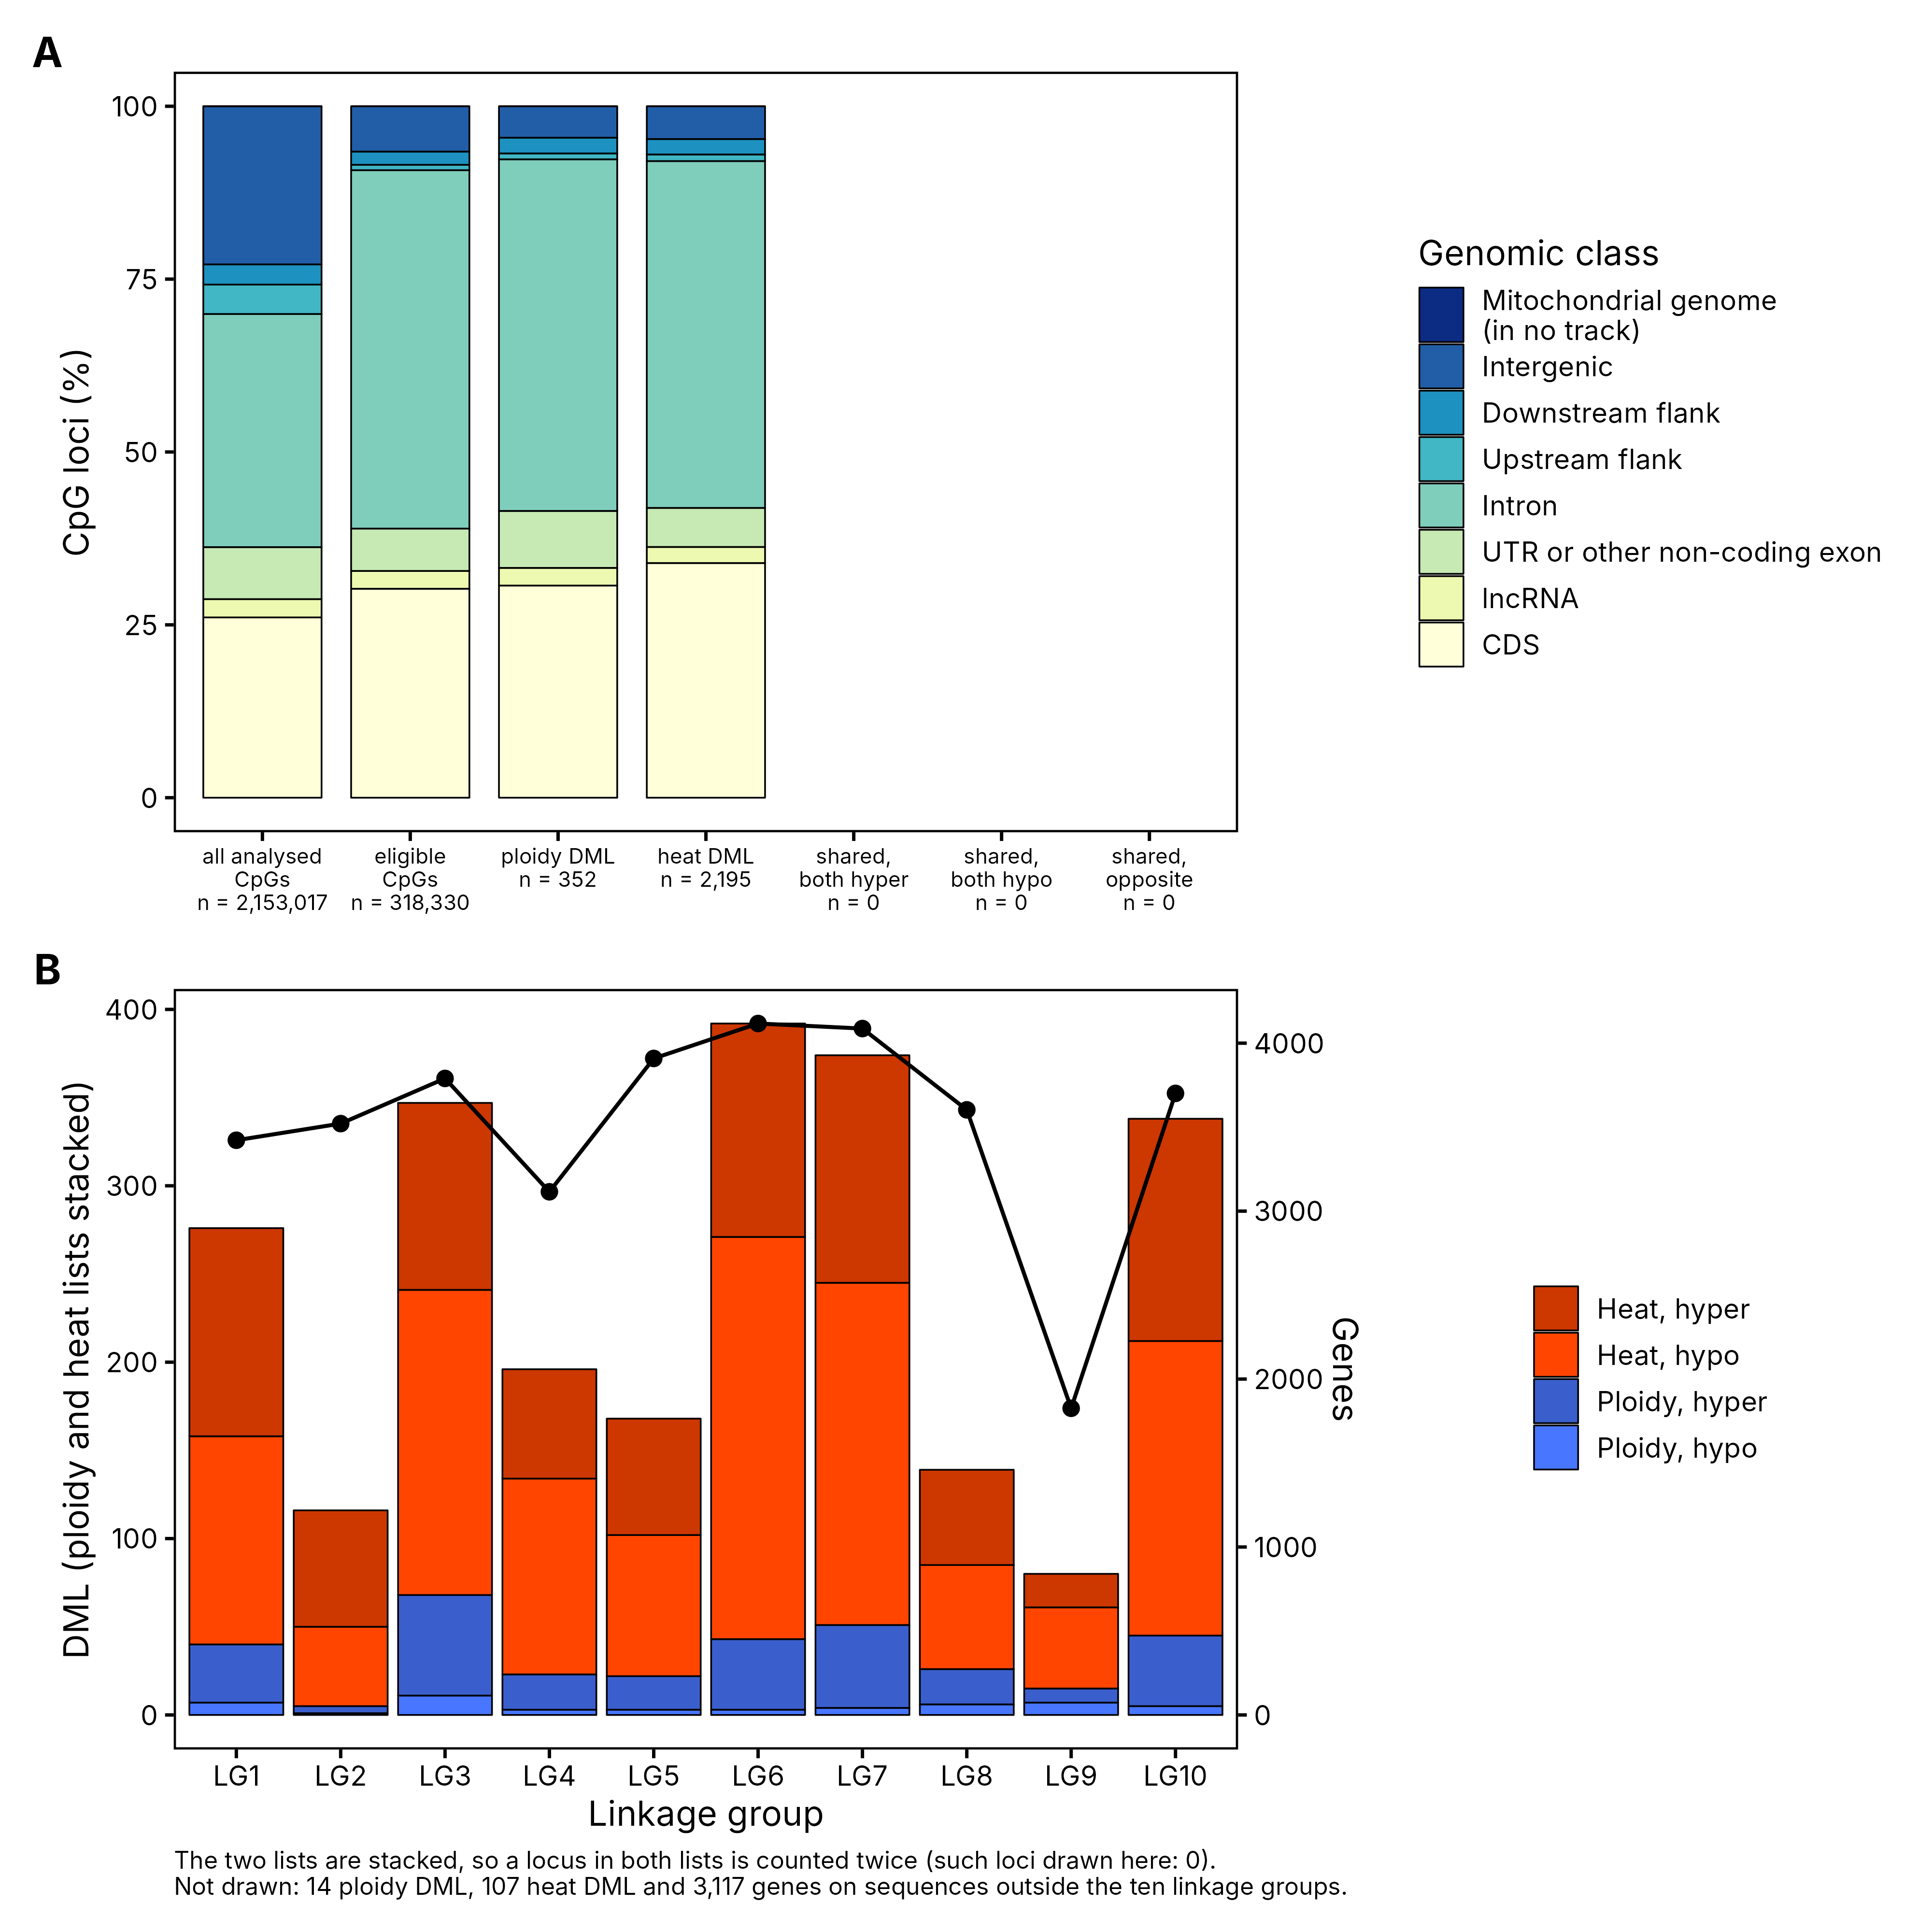 A
CpG loci (%)
100
75
50
25
0
all analysed
CpGs
n = 2,153,017
eligible
CpGs
n = 318,330
ploidy DML
n = 352
heat DML
n = 2,195
shared,
both hyper
n = 0
shared,
both hypo
n = 0
shared,
opposite
n = 0
Genomic class
Mitochondrial genome
(in no track)
Intergenic
Downstream flank
Upstream flank
Intron
UTR or other non-coding exon
lncRNA
CDS
B
DML (ploidy and heat lists stacked)
400
300
200
100
0
4000
3000
2000
1000
0
Genes
LG1
LG2
LG3
LG4
LG5
LG6
LG7
LG8
LG9
LG10
Linkage group
Heat, hyper
Heat, hypo
Ploidy, hyper
Ploidy, hypo
The two lists are stacked, so a locus in both lists is counted twice (such loci drawn here: 0).
Not drawn: 14 ploidy DML, 107 heat DML and 3,117 genes on sequences outside the ten linkage groups.